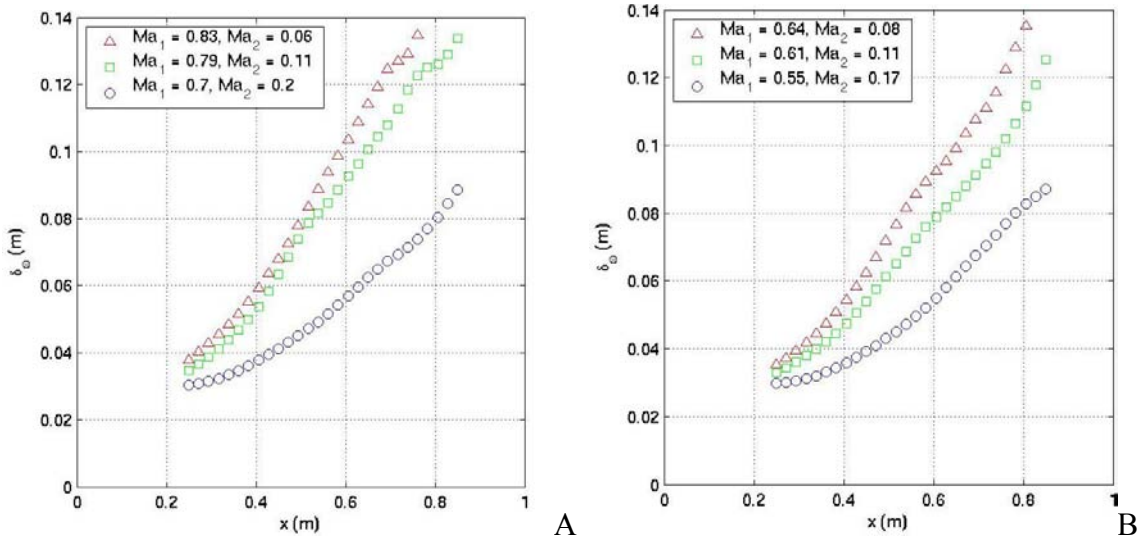 0.14
0.12
0.1
0.08
0.06
0.04
0.02
0
δω (m)
Ma1 = 0.83, Ma2 = 0.06
Ma1 = 0.79, Ma2 = 0.11
Ma1 = 0.7, Ma2 = 0.2
0 0.2 0.4 0.6 0.8 1
x (m)
A
0.14
0.12
0.1
0.08
0.06
0.04
0.02
0
δω (m)
Ma1 = 0.64, Ma2 = 0.08
Ma1 = 0.61, Ma2 = 0.11
Ma1 = 0.55, Ma2 = 0.17
0 0.2 0.4 0.6 0.8 1
x (m)
B